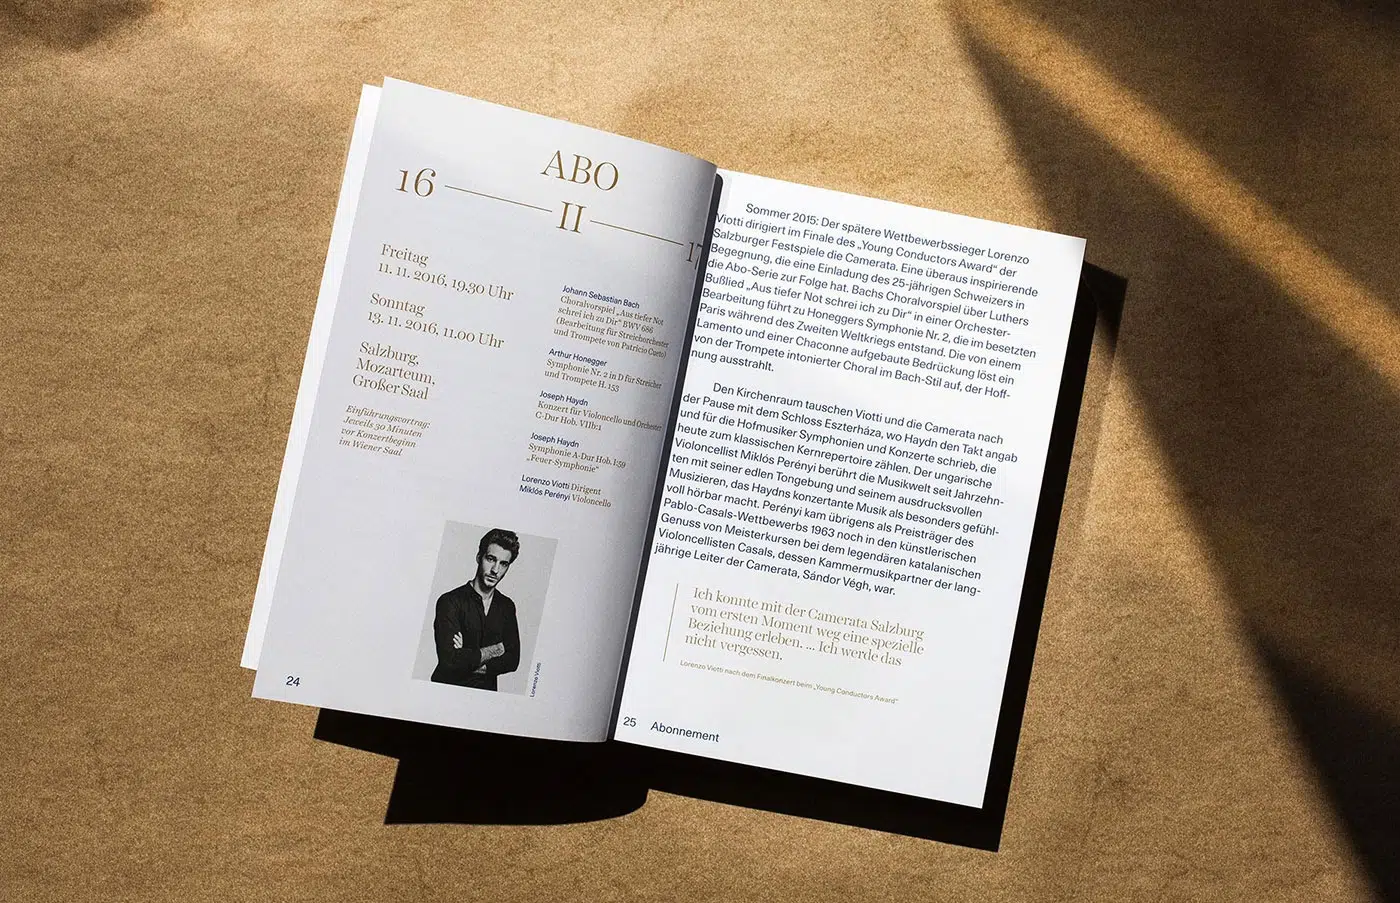 ABO
16
II
17
Freitag
11. 11. 2016, 19.30 Uhr
Sonntag
13. 11. 2016, 11.00 Uhr
Salzburg,
Mozarteum,
Großer Saal
Einführungsvortrag:
Jeweils 30 Minuten
vor Konzertbeginn
im Wiener Saal
Johann Sebastian Bach
Choralvorspiel „Aus tiefer Not
schrei ich zu Dir“ BWV 686
(Bearbeitung für Streichorchester
und Trompete von Patricio Cueto)
Arthur Honegger
Symphonie Nr. 2 in D für Streicher
und Trompete H. 153
Joseph Haydn
Konzert für Violoncello und Orchester
C-Dur Hob. VIIb:1
Joseph Haydn
Symphonie A-Dur Hob. I:59
„Feuer-Symphonie“
Lorenzo Viotti Dirigent
Miklós Perényi Violoncello
Lorenzo Viotti
24
Sommer 2015: Der spätere Wettbewerbssieger Lorenzo
Viotti dirigiert im Finale des „Young Conductors Award“ der
Salzburger Festspiele die Camerata. Eine überaus inspirierende
Begegnung, die eine Einladung des 25-jährigen Schweizers in
die Abo-Serie zur Folge hat. Bachs Choralvorspiel über Luthers
Bußlied „Aus tiefer Not schrei ich zu Dir“ in einer Orchester-
Bearbeitung führt zu Honeggers Symphonie Nr. 2, die im besetzten
Paris während des Zweiten Weltkriegs entstand. Die von einem
Lamento und einer Chaconne aufgebaute Bedrückung löst ein
von der Trompete intonierter Choral im Bach-Stil auf, der Hoff-
nung ausstrahlt.
Den Kirchenraum tauschen Viotti und die Camerata nach
der Pause mit dem Schloss Eszterháza, wo Haydn den Takt angab
und für die Hofmusiker Symphonien und Konzerte schrieb, die
heute zum klassischen Kernrepertoire zählen. Der ungarische
Violoncellist Miklós Perényi berührt die Musikwelt seit Jahrzehn-
ten mit seiner edlen Tongebung und seinem ausdrucksvollen
Musizieren, das Haydns konzertante Musik als besonders gefühl-
voll hörbar macht. Perényi kam übrigens als Preisträger des
Pablo-Casals-Wettbewerbs 1963 noch in den künstlerischen
Genuss von Meisterkursen bei dem legendären katalanischen
Violoncellisten Casals, dessen Kammermusikpartner der lang-
jährige Leiter der Camerata, Sándor Végh, war.
Ich konnte mit der Camerata Salzburg
vom ersten Moment weg eine spezielle
Beziehung erleben. ... Ich werde das
nicht vergessen.
Lorenzo Viotti nach dem Finalkonzert beim „Young Conductors Award“
25 Abonnement